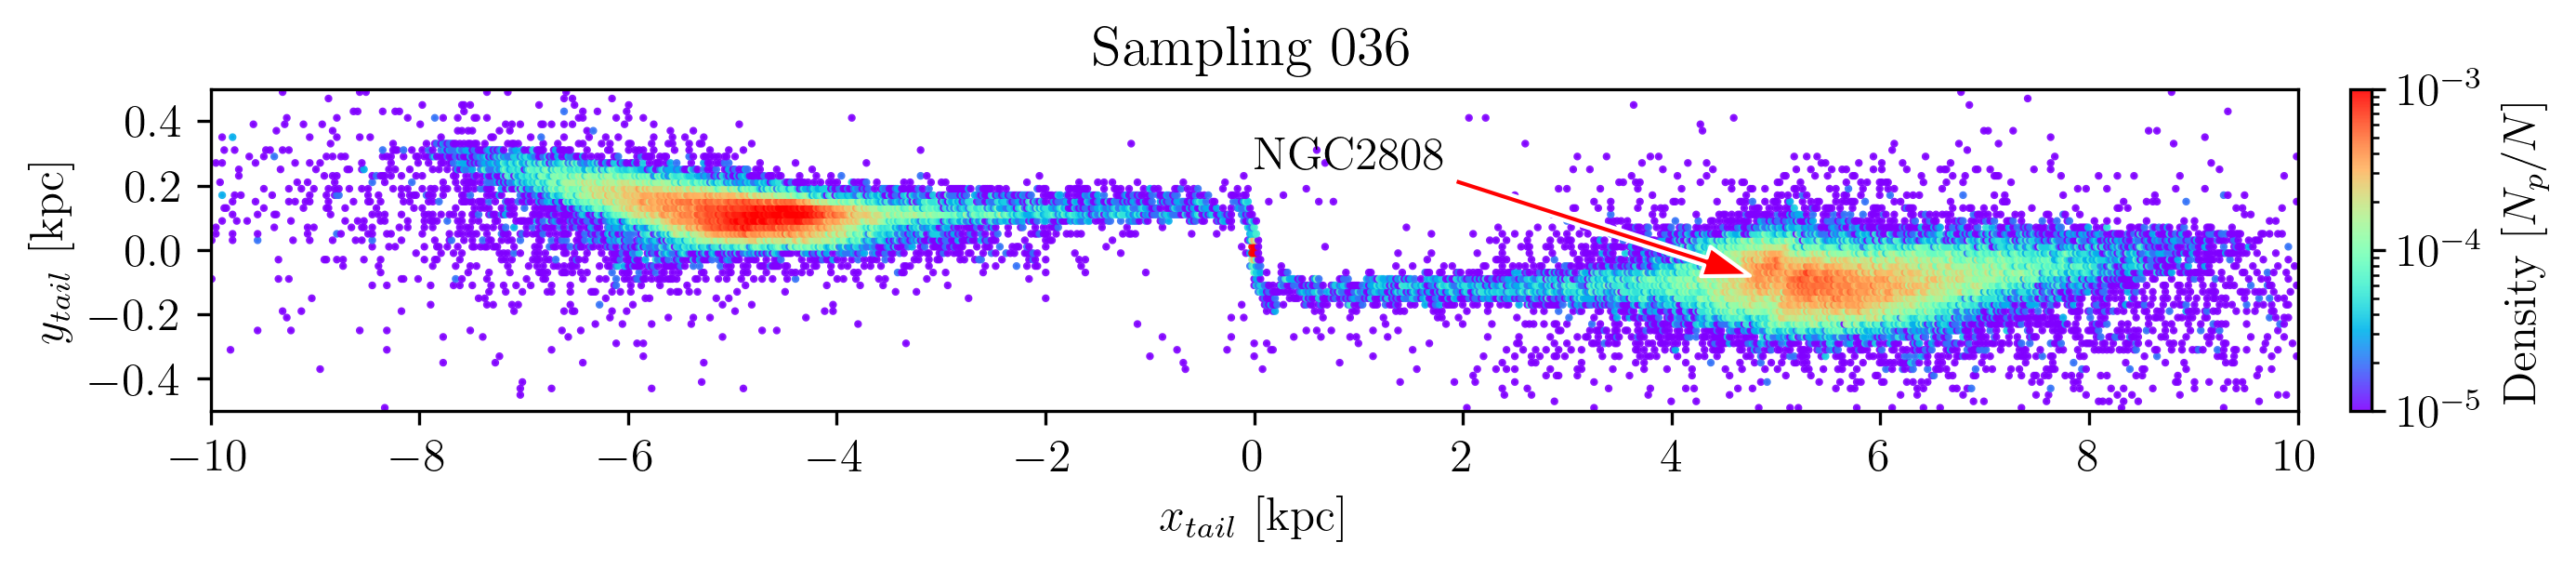 Sampling 036
NGC2808
y_tail [kpc]
0.4
0.2
0.0
−0.2
−0.4
−10 −8 −6 −4 −2 0 2 4 6 8 10
x_tail [kpc]
10^−3
10^−4
10^−5
Density [N_p/N]